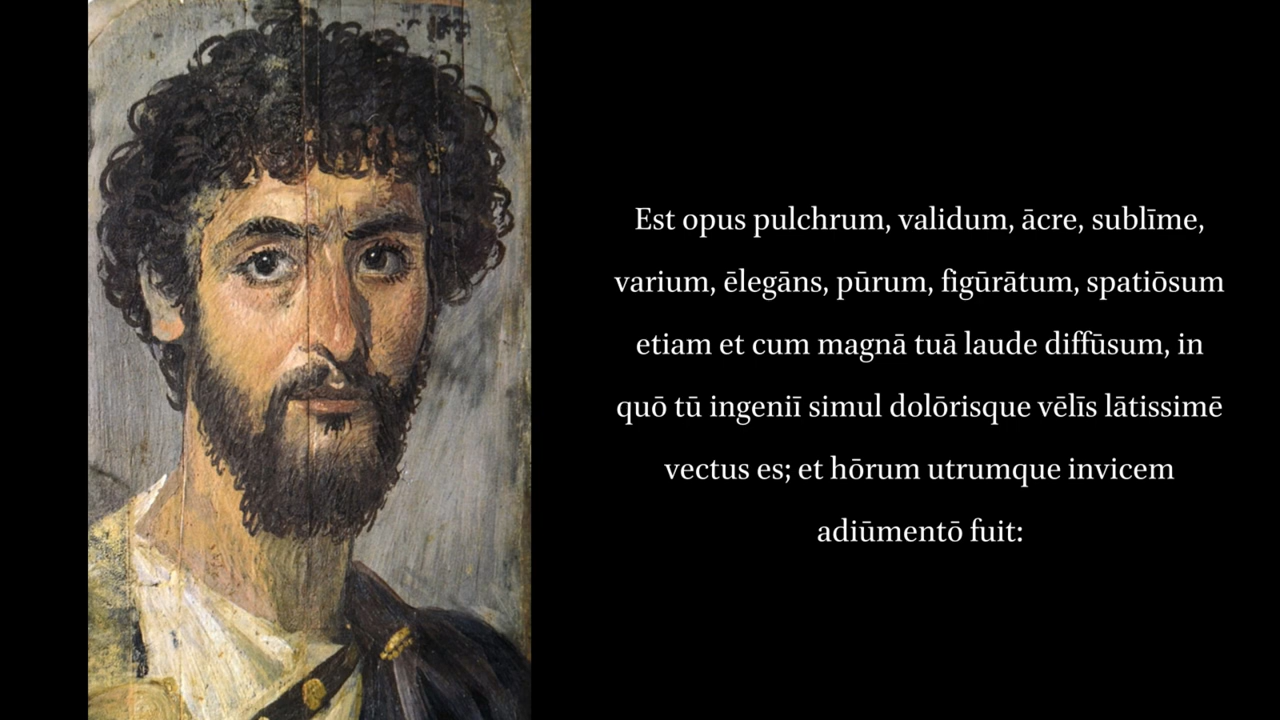 Est opus pulchrum, validum, ācre, sublīme,
varium, ēlegāns, pūrum, figūrātum, spatiōsum
etiam et cum magnā tuā laude diffūsum, in
quō tū ingeniī simul dolōrisque vēlīs lātissimē
vectus es; et hōrum utrumque invicem
adiūmentō fuit: